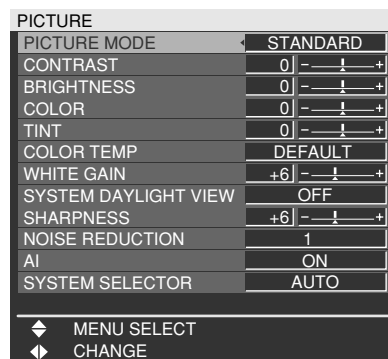 PICTURE
PICTURE MODE STANDARD
CONTRAST 0 - +
BRIGHTNESS 0 - +
COLOR 0 - +
TINT 0 - +
COLOR TEMP DEFAULT
WHITE GAIN +6 - +
SYSTEM DAYLIGHT VIEW OFF
SHARPNESS +6 - +
NOISE REDUCTION 1
AI ON
SYSTEM SELECTOR AUTO
MENU SELECT
CHANGE